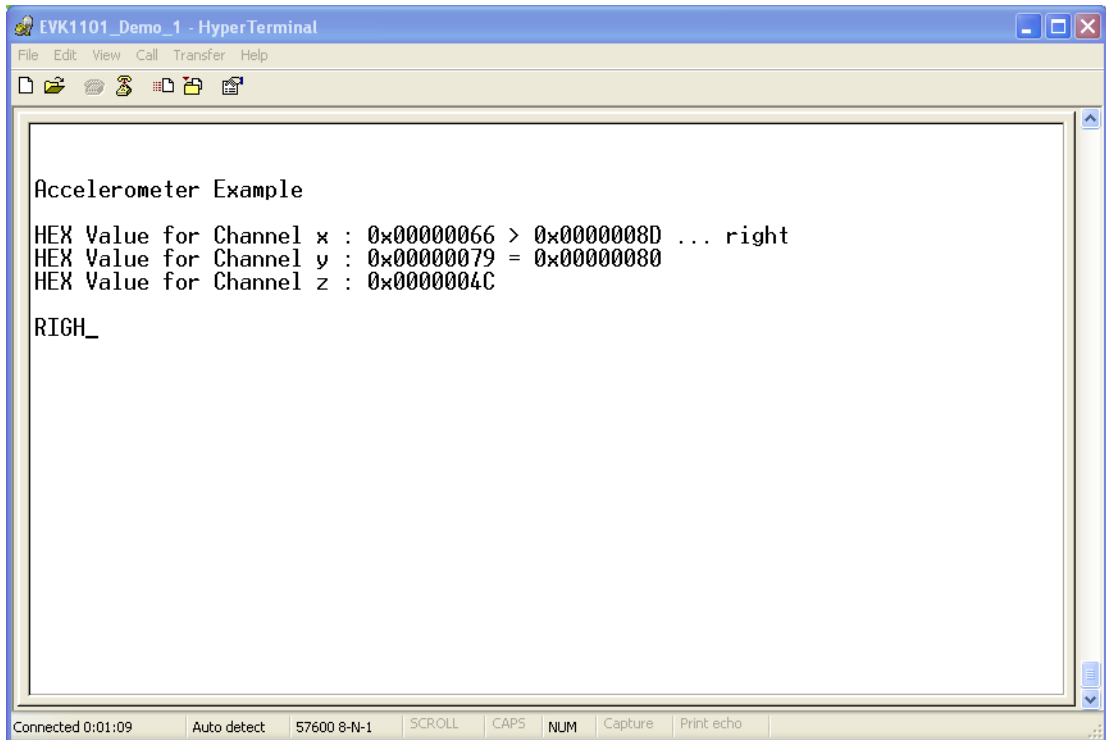 EVK1101_Demo_1 - HyperTerminal
File Edit View Call Transfer Help
Accelerometer Example
HEX Value for Channel x : 0x00000066 > 0x0000008D ... right
HEX Value for Channel y : 0x00000079 = 0x00000080
HEX Value for Channel z : 0x0000004C
RIGH_
Connected 0:01:09 Auto detect 57600 8-N-1 SCROLL CAPS NUM Capture Print echo